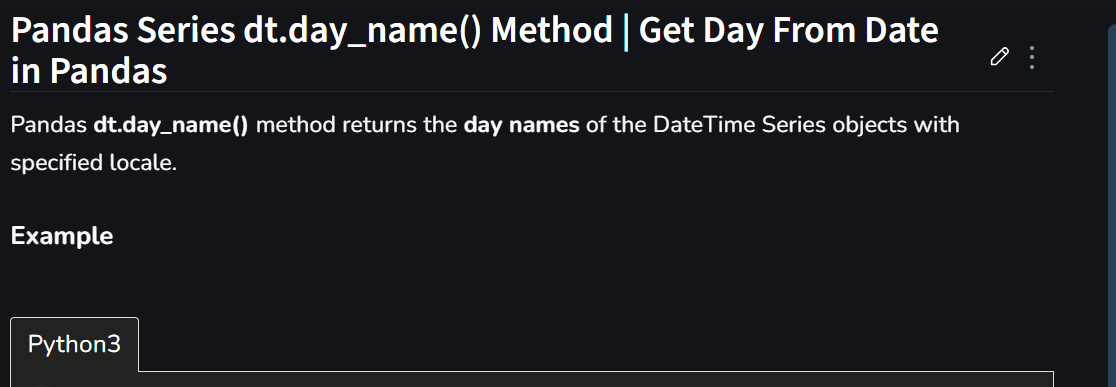 Pandas Series dt.day_name() Method | Get Day From Date
in Pandas
Pandas dt.day_name() method returns the day names of the DateTime Series objects with
specified locale.
Example
Python3